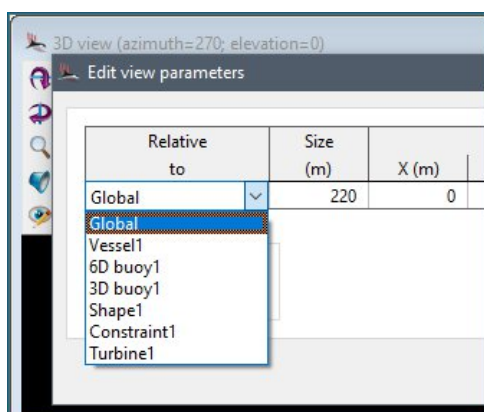 3D view (azimuth=270; elevation=0)
Edit view parameters
Relative to
Size (m)
X (m)
Global
220
0
Global
Vessel1
6D buoy1
3D buoy1
Shape1
Constraint1
Turbine1